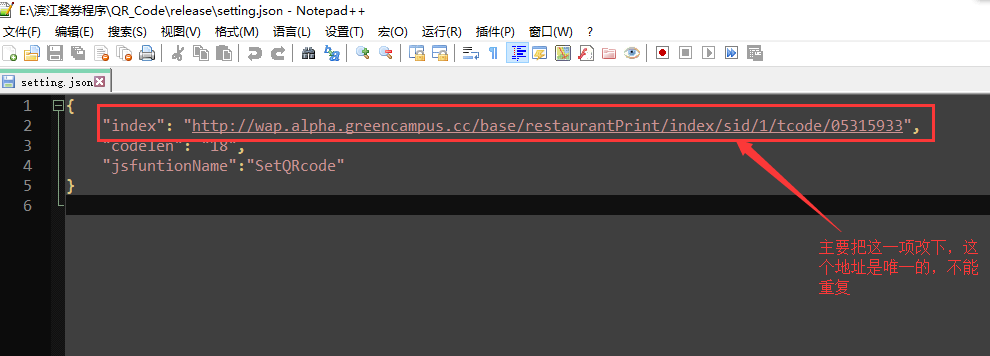 E:\滨江餐券程序\QR_Code\release\setting.json - Notepad++
文件(F) 编辑(E) 搜索(S) 视图(V) 格式(M) 语言(L) 设置(T) 宏(O) 运行(R) 插件(P) 窗口(W) ?
setting.json
1 {
2 "index": "http://wap.alpha.greencampus.cc/base/restaurantPrint/index/sid/1/tcode/05315933",
3 "codelen": "18",
4 "jsfuntionName":"SetQRcode"
5 }
6
主要把这一项改下，这
个地址是唯一的，不能
重复